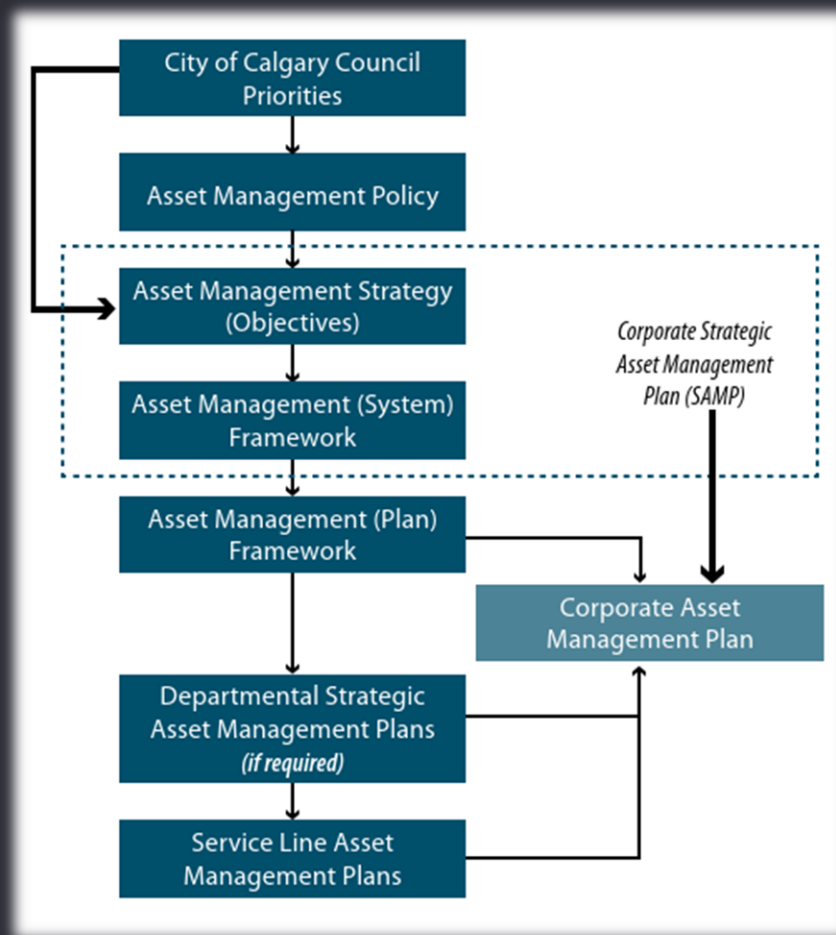 City of Calgary Council
Priorities
Asset Management Policy
Asset Management Strategy
(Objectives)
Corporate Strategic
Asset Management
Plan (SAMP)
Asset Management (System)
Framework
Asset Management (Plan)
Framework
Corporate Asset
Management Plan
Departmental Strategic
Asset Management Plans
(if required)
Service Line Asset
Management Plans